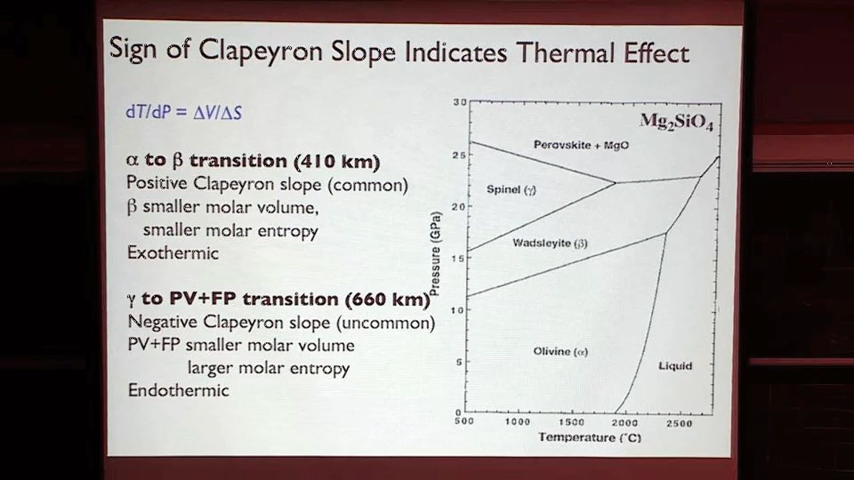 Sign of Clapeyron Slope Indicates Thermal Effect
dT/dP = ΔV/ΔS
α to β transition (410 km)
Positive Clapeyron slope (common)
β smaller molar volume,
smaller molar entropy
Exothermic
γ to PV+FP transition (660 km)
Negative Clapeyron slope (uncommon)
PV+FP smaller molar volume
larger molar entropy
Endothermic
Mg₂SiO₄
Perovskite + MgO
Spinel (γ)
Wadsleyite (β)
Olivine (α)
Liquid
Pressure (GPa)
30
25
20
15
10
5
0
500 1000 1500 2000 2500
Temperature (˚C)